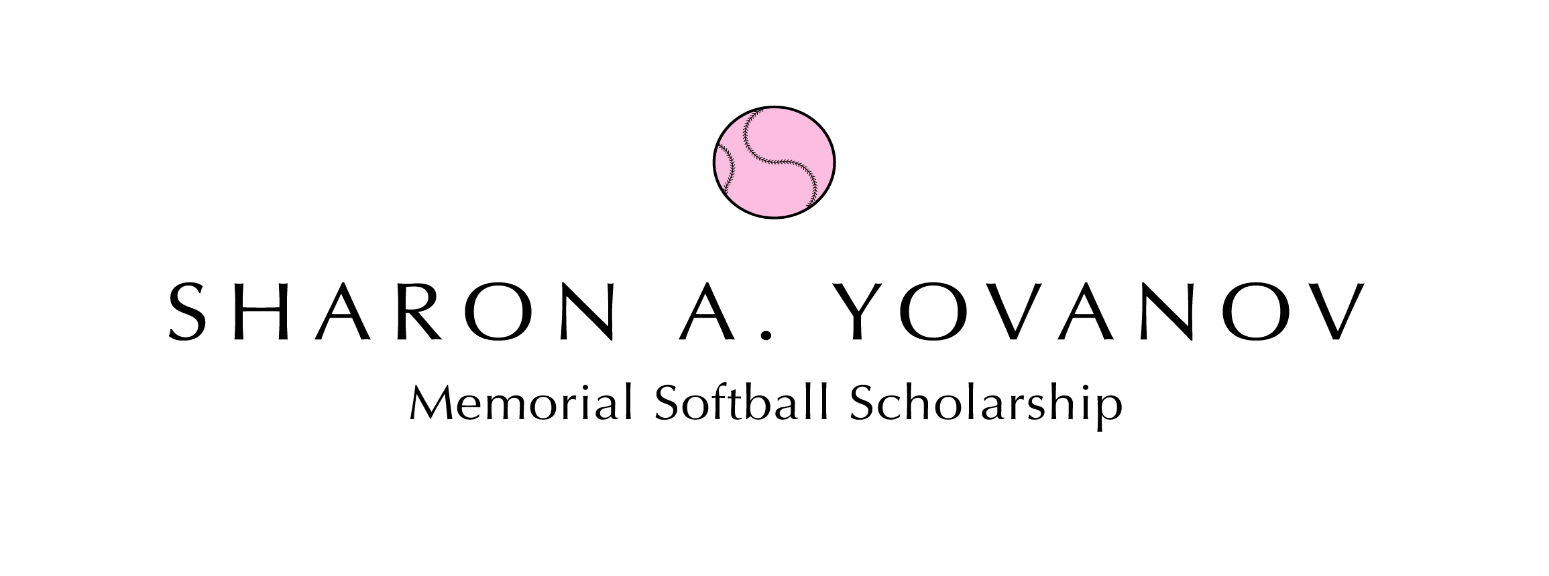 SHARON A. YOVANOV
Memorial Softball Scholarship